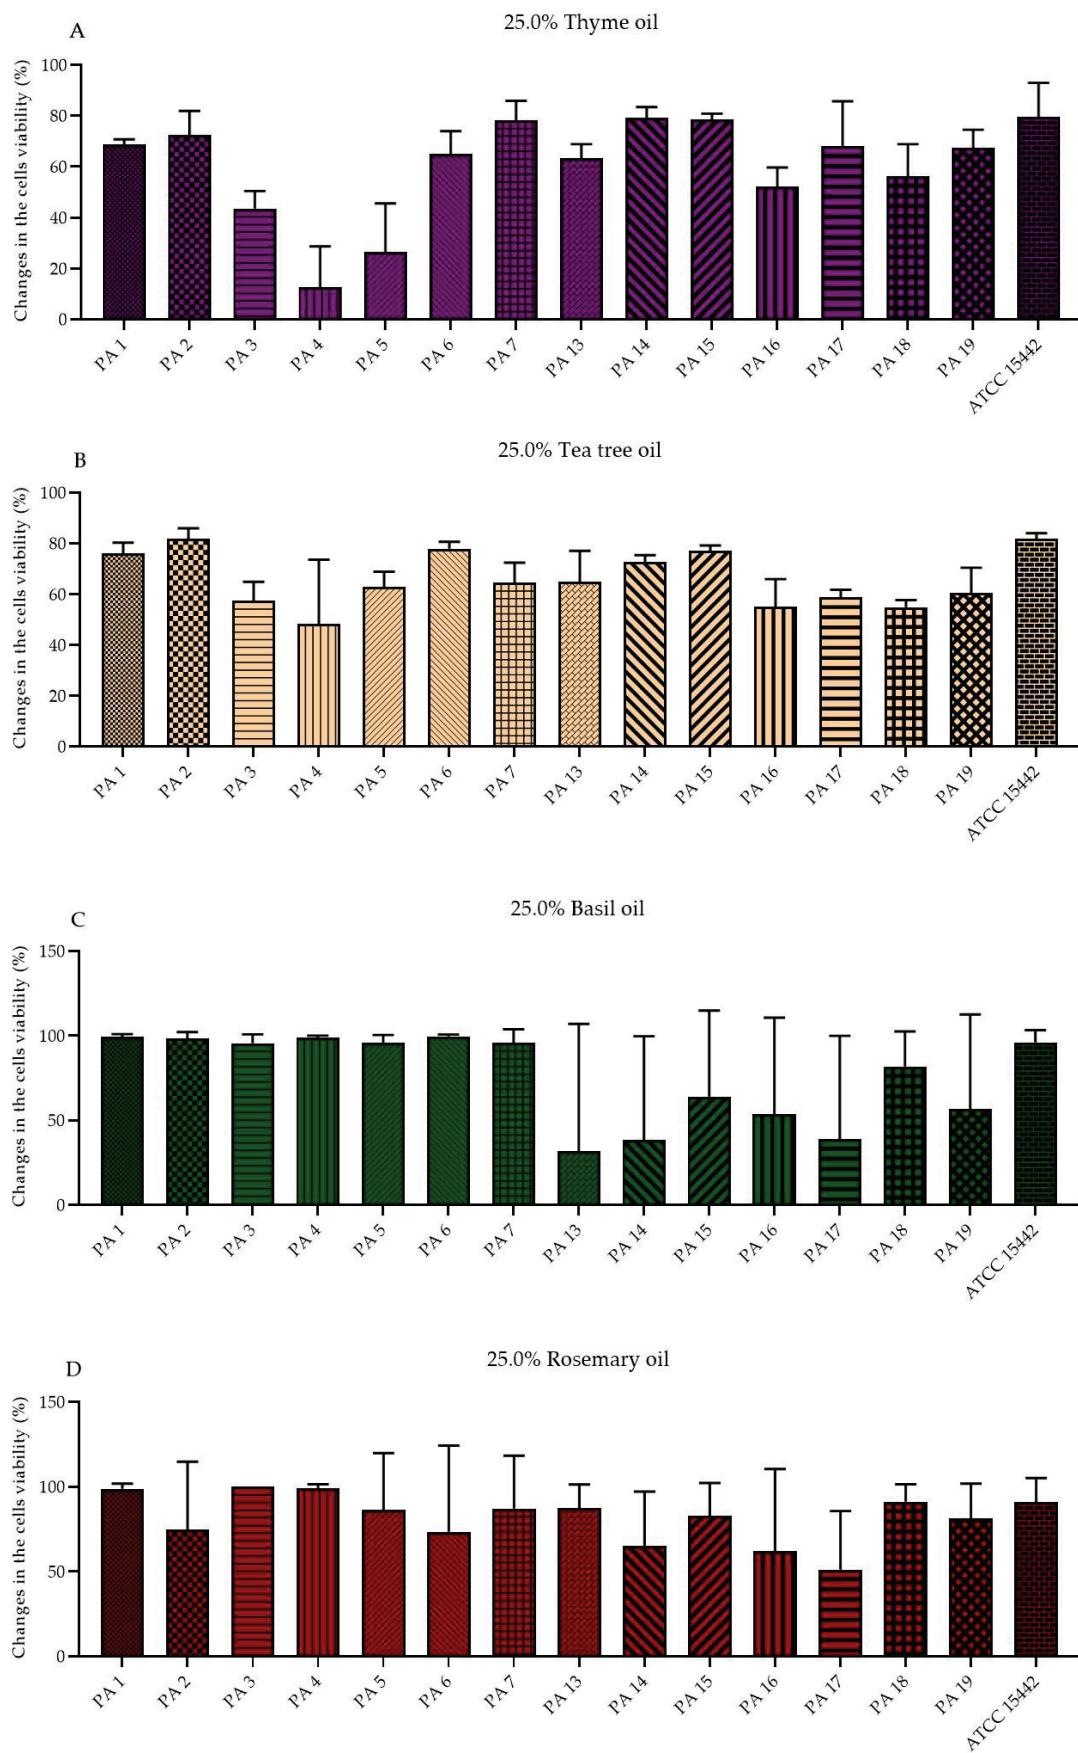 A
25.0% Thyme oil
Changes in the cells viability (%)
100
80
60
40
20
0
PA 1 PA 2 PA 3 PA 4 PA 5 PA 6 PA 7 PA 13 PA 14 PA 15 PA 16 PA 17 PA 18 PA 19 ATCC 15442
B
25.0% Tea tree oil
Changes in the cells viability (%)
100
80
60
40
20
0
PA 1 PA 2 PA 3 PA 4 PA 5 PA 6 PA 7 PA 13 PA 14 PA 15 PA 16 PA 17 PA 18 PA 19 ATCC 15442
C
25.0% Basil oil
Changes in the cells viability (%)
150
100
50
0
PA 1 PA 2 PA 3 PA 4 PA 5 PA 6 PA 7 PA 13 PA 14 PA 15 PA 16 PA 17 PA 18 PA 19 ATCC 15442
D
25.0% Rosemary oil
Changes in the cells viability (%)
150
100
50
0
PA 1 PA 2 PA 3 PA 4 PA 5 PA 6 PA 7 PA 13 PA 14 PA 15 PA 16 PA 17 PA 18 PA 19 ATCC 15442